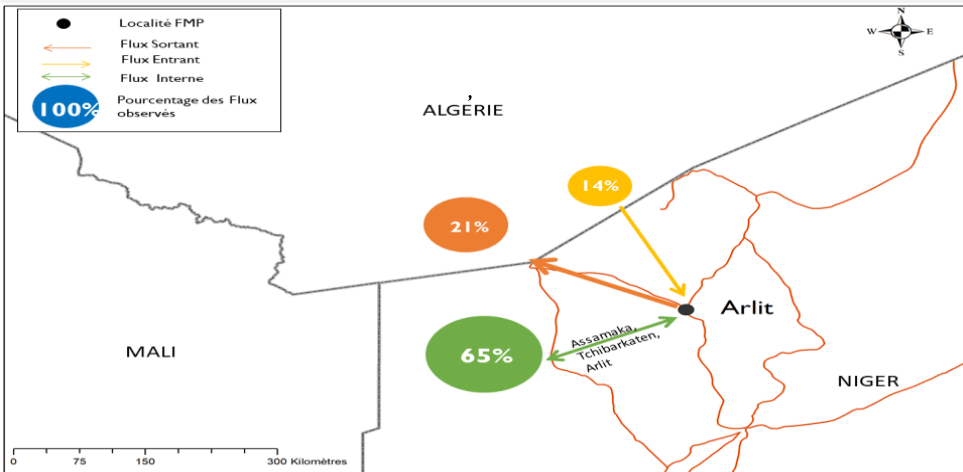 Localité FMP
Flux Sortant
Flux Entrant
Flux Interne
100%
Pourcentage des Flux
observés
N
W
E
S
ALGÉRIE
14%
21%
Arlit
65%
Assamaka,
Tchibarkaten,
Arlit
MALI
NIGER
0 75 150 300 Kilomètres